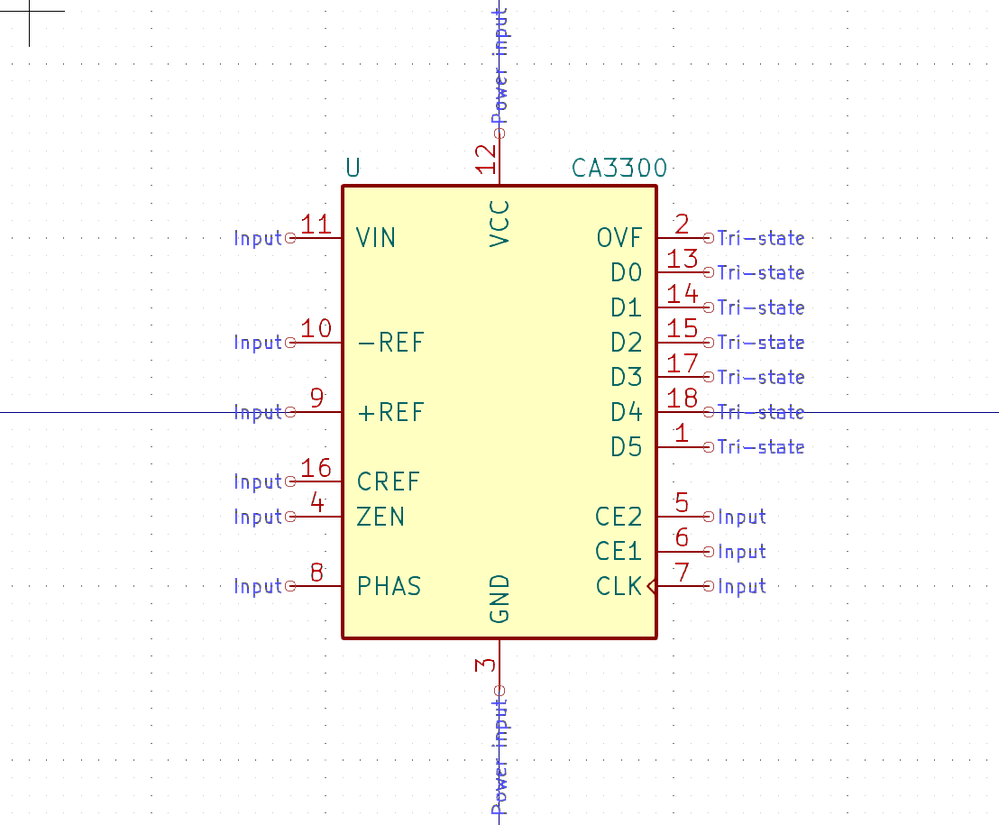 Power input
12
U CA3300
VCC
Input 11 VIN OVF 2 Tri-state
D0 13 Tri-state
D1 14 Tri-state
Input 10 -REF D2 15 Tri-state
D3 17 Tri-state
Input 9 +REF D4 18 Tri-state
D5 1 Tri-state
Input 16 CREF
Input 4 ZEN CE2 5 Input
CE1 6 Input
Input 8 PHAS CLK 7 Input
GND
3
Power input